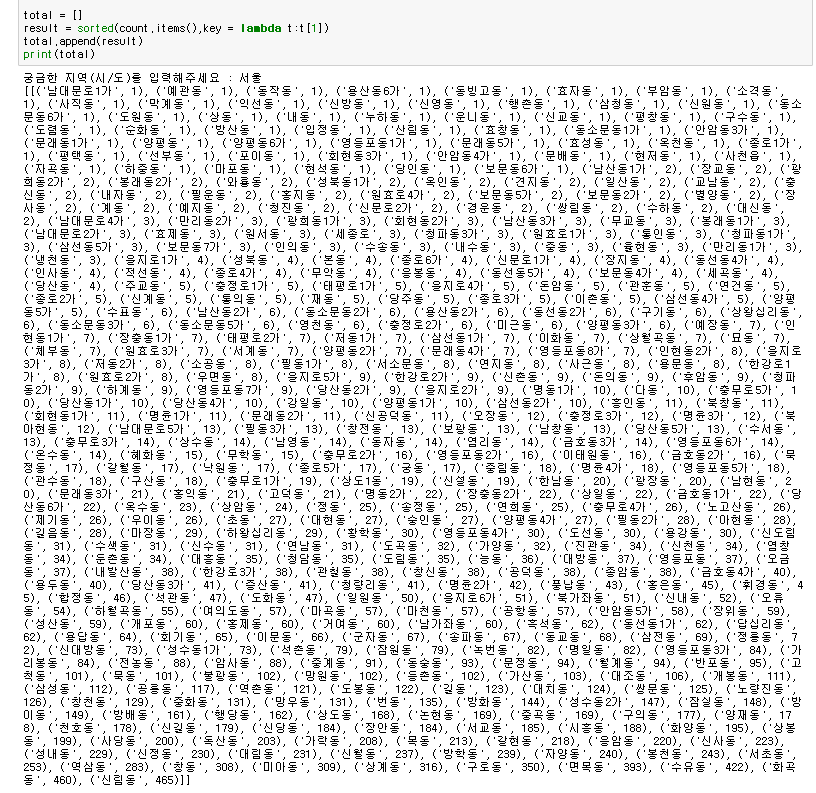 total = []
result = sorted(count.items(),key = lambda t:t[1])
total.append(result)
print(total)
궁금한 지역(시/도)을 입력해주세요 : 서울
[[('남대문로1가', 1), ('예관동', 1), ('동작동', 1), ('용산동6가', 1), ('동빙고동', 1), ('효자동', 1), ('부암동', 1), ('소격동',
1), ('사직동', 1), ('막계동', 1), ('익선동', 1), ('신방동', 1), ('신영동', 1), ('행촌동', 1), ('삼청동', 1), ('신원동', 1), ('동소
문동6가', 1), ('도원동', 1), ('상동', 1), ('내동', 1), ('누하동', 1), ('운니동', 1), ('신교동', 1), ('평창동', 1), ('구수동', 1),
('도렴동', 1), ('순화동', 1), ('방산동', 1), ('입정동', 1), ('산림동', 1), ('효창동', 1), ('동소문동1가', 1), ('안암동3가', 1),
('문래동1가', 1), ('양평동', 1), ('양평동6가', 1), ('영등포동1가', 1), ('문래동5가', 1), ('효성동', 1), ('옥천동', 1), ('종로1가',
1), ('평택동', 1), ('선부동', 1), ('포이동', 1), ('회현동3가', 1), ('안암동4가', 1), ('문배동', 1), ('현저동', 1), ('사천읍', 1),
('자곡동', 1), ('하중동', 1), ('마포동', 1), ('현석동', 1), ('당인동', 1), ('보문동6가', 1), ('남산동1가', 2), ('장교동', 2), ('광
희동2가', 2), ('봉래동2가', 2), ('와룡동', 2), ('성북동1가', 2), ('옥인동', 2), ('견지동', 2), ('일산동', 2), ('교남동', 2), ('충
신동', 2), ('내자동', 2), ('필운동', 2), ('홍지동', 2), ('원효로4가', 2), ('보문동5가', 2), ('보문동2가', 2), ('별양동', 2), ('장
사동', 2), ('계동', 2), ('예지동', 2), ('청진동', 2), ('신문로2가', 2), ('경운동', 2), ('쌍림동', 2), ('수하동', 2), ('대신동',
2), ('남대문로4가', 3), ('만리동2가', 3), ('광희동1가', 3), ('회현동2가', 3), ('남산동3가', 3), ('무교동', 3), ('봉래동1가', 3),
('남대문로2가', 3), ('효제동', 3), ('원서동', 3), ('세종로', 3), ('청파동3가', 3), ('원효로1가', 3), ('통인동', 3), ('청파동1가',
3), ('삼선동5가', 3), ('보문동7가', 3), ('인의동', 3), ('수송동', 3), ('내수동', 3), ('중동', 3), ('율현동', 3), ('만리동1가', 3),
('냉천동', 3), ('을지로1가', 4), ('성북동', 4), ('본동', 4), ('종로6가', 4), ('신문로1가', 4), ('장지동', 4), ('동선동4가', 4),
('인사동', 4), ('적선동', 4), ('종로4가', 4), ('무악동', 4), ('응봉동', 4), ('동선동5가', 4), ('보문동4가', 4), ('세곡동', 4),
('당산동', 4), ('주교동', 5), ('충정로1가', 5), ('태평로1가', 5), ('을지로4가', 5), ('돈암동', 5), ('관훈동', 5), ('연건동', 5),
('종로2가', 5), ('신계동', 5), ('통의동', 5), ('재동', 5), ('당주동', 5), ('종로3가', 5), ('이촌동', 5), ('삼선동4가', 5), ('양평
동5가', 5), ('수표동', 6), ('남산동2가', 6), ('동소문동2가', 6), ('용산동2가', 6), ('동선동2가', 6), ('구기동', 6), ('상왕십리동',
6), ('동소문동3가', 6), ('동소문동5가', 6), ('영천동', 6), ('충정로2가', 6), ('미근동', 6), ('양평동3가', 6), ('예장동', 7), ('인
현동1가', 7), ('장충동1가', 7), ('태평로2가', 7), ('저동1가', 7), ('삼선동1가', 7), ('이화동', 7), ('상월곡동', 7), ('묘동', 7),
('체부동', 7), ('원효로3가', 7), ('서계동', 7), ('양평동2가', 7), ('문래동4가', 7), ('영등포동8가', 7), ('인현동2가', 8), ('을지로
3가', 8), ('저동2가', 8), ('소공동', 8), ('필동1가', 8), ('서소문동', 8), ('연지동', 8), ('사근동', 8), ('용문동', 8), ('한강로1
가', 8), ('원효로2가', 8), ('우면동', 8), ('을지로5가', 9), ('한강로2가', 9), ('신촌동', 9), ('돈의동', 9), ('후암동', 9), ('청파
동2가', 9), ('하계동', 9), ('영등포동7가', 9), ('당산동2가', 9), ('을지로2가', 9), ('명동1가', 10), ('다동', 10), ('충무로5가', 1
0), ('당산동1가', 10), ('당산동4가', 10), ('강일동', 10), ('양평동1가', 10), ('삼선동2가', 10), ('홍인동', 11), ('북창동', 11),
('회현동1가', 11), ('명륜1가', 11), ('문래동2가', 11), ('신공덕동', 11), ('오장동', 12), ('충정로3가', 12), ('명륜3가', 12), ('북
아현동', 12), ('남대문로5가', 13), ('필동3가', 13), ('창전동', 13), ('보광동', 13), ('남창동', 13), ('당산동5가', 13), ('수서동',
13), ('충무로3가', 14), ('상수동', 14), ('남영동', 14), ('동자동', 14), ('염리동', 14), ('금호동3가', 14), ('영등포동6가', 14),
('온수동', 14), ('혜화동', 15), ('무학동', 15), ('충무로2가', 16), ('영등포동2가', 16), ('이태원동', 16), ('금호동2가', 16), ('묵
정동', 17), ('갈월동', 17), ('낙원동', 17), ('종로5가', 17), ('궁동', 17), ('중림동', 18), ('명륜4가', 18), ('영등포동5가', 18),
('관수동', 18), ('구산동', 18), ('충무로1가', 19), ('상도1동', 19), ('신설동', 19), ('한남동', 20), ('광장동', 20), ('남현동', 2
0), ('문래동3가', 21), ('홍익동', 21), ('고덕동', 21), ('명동2가', 22), ('장충동2가', 22), ('상일동', 22), ('금호동1가', 22), ('당
산동6가', 22), ('옥수동', 23), ('상암동', 24), ('정동', 25), ('송정동', 25), ('연희동', 25), ('충무로4가', 26), ('노고산동', 26),
('제기동', 26), ('우이동', 26), ('초동', 27), ('대현동', 27), ('숭인동', 27), ('양평동4가', 27), ('필동2가', 28), ('아현동', 28),
('길음동', 28), ('마장동', 29), ('하왕십리동', 29), ('황학동', 30), ('영등포동4가', 30), ('도선동', 30), ('용강동', 30), ('신도림
동', 31), ('수색동', 31), ('신수동', 31), ('연남동', 31), ('도곡동', 32), ('가양동', 32), ('진관동', 34), ('신천동', 34), ('염창
동', 34), ('둔촌동', 34), ('대흥동', 35), ('청담동', 35), ('도림동', 35), ('능동', 36), ('대방동', 37), ('영등포동', 37), ('오금
동', 37), ('내발산동', 38), ('한강로3가', 38), ('관철동', 38), ('창신동', 38), ('공덕동', 38), ('종암동', 38), ('금호동4가', 40),
('용두동', 40), ('당산동3가', 41), ('증산동', 41), ('청량리동', 41), ('명륜2가', 42), ('풍납동', 43), ('홍은동', 45), ('휘경동', 4
5), ('합정동', 46), ('석관동', 47), ('도화동', 47), ('일원동', 50), ('을지로6가', 51), ('북가좌동', 51), ('신내동', 52), ('오류
동', 54), ('하월곡동', 55), ('여의도동', 57), ('마곡동', 57), ('마천동', 57), ('공항동', 57), ('안암동5가', 58), ('장위동', 59),
('성산동', 59), ('개포동', 60), ('홍제동', 60), ('거여동', 60), ('남가좌동', 60), ('흑석동', 62), ('동선동1가', 62), ('답십리동',
62), ('용답동', 64), ('회기동', 65), ('이문동', 66), ('군자동', 67), ('송파동', 67), ('동교동', 68), ('삼전동', 69), ('정릉동', 7
2), ('신대방동', 73), ('성수동1가', 73), ('석촌동', 79), ('잠원동', 79), ('녹번동', 82), ('명일동', 82), ('영등포동3가', 84), ('가
리봉동', 84), ('전농동', 88), ('암사동', 88), ('중계동', 91), ('동숭동', 93), ('문정동', 94), ('월계동', 94), ('반포동', 95), ('고
척동', 101), ('목동', 101), ('불광동', 102), ('망원동', 102), ('등촌동', 102), ('가산동', 103), ('대조동', 106), ('개봉동', 111),
('삼성동', 112), ('공릉동', 117), ('역촌동', 121), ('도봉동', 122), ('길동', 123), ('대치동', 124), ('쌍문동', 125), ('노량진동',
126), ('창천동', 129), ('중화동', 131), ('망우동', 131), ('번동', 135), ('방화동', 144), ('성수동2가', 147), ('잠실동', 148), ('방
이동', 149), ('방배동', 161), ('행당동', 162), ('상도동', 168), ('논현동', 169), ('중곡동', 169), ('구의동', 177), ('양재동', 17
8), ('천호동', 178), ('신길동', 179), ('신당동', 184), ('장안동', 184), ('서교동', 185), ('시흥동', 188), ('화양동', 195), ('상봉
동', 199), ('사당동', 200), ('독산동', 203), ('가락동', 208), ('묵동', 213), ('갈현동', 218), ('응암동', 220), ('신사동', 223),
('성내동', 229), ('신정동', 230), ('대림동', 231), ('신월동', 237), ('방학동', 239), ('자양동', 240), ('봉천동', 243), ('서초동',
253), ('역삼동', 283), ('창동', 308), ('미아동', 309), ('상계동', 316), ('구로동', 350), ('면목동', 393), ('수유동', 422), ('화곡
동', 460), ('신림동', 465)]]